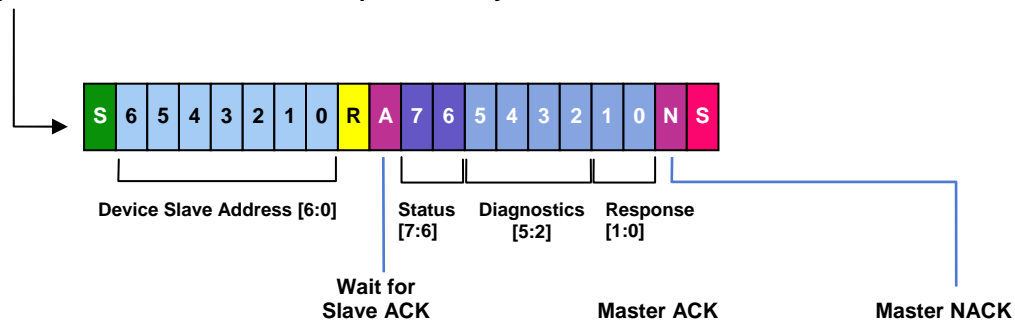 S 6 5 4 3 2 1 0 R A 7 6 5 4 3 2 1 0 N S
Device Slave Address [6:0]
Status
[7:6]
Diagnostics
[5:2]
Response
[1:0]
Wait for
Slave ACK
Master ACK
Master NACK